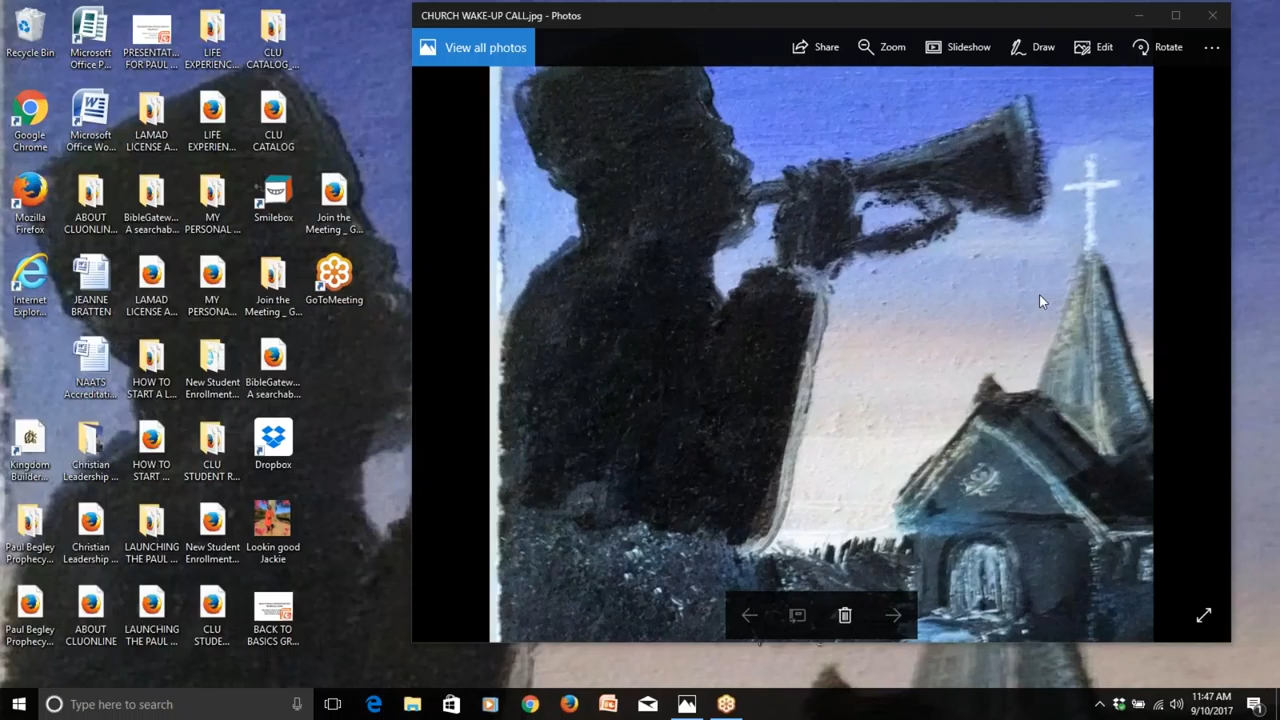 CHURCH WAKE-UP CALL.jpg - Photos
View all photos
Share
Zoom
Slideshow
Draw
Edit
Rotate
Recycle Bin
Microsoft
Office P...
PRESENTAT...
FOR PAUL ...
LIFE
EXPERIENC...
CLU
CATALOG_...
Google
Chrome
Microsoft
Office Wo...
LAMAD
LICENSE A...
LIFE
EXPERIEN...
CLU
CATALOG
Mozilla
Firefox
ABOUT
CLUONLIN...
BibleGatew...
A searchab...
MY
PERSONAL ...
Smilebox
Join the
Meeting _ G...
Internet
Explor...
JEANNE
BRATTEN
LAMAD
LICENSE A...
MY
PERSONA...
Join the
Meeting _ G...
GoToMeeting
NAATS
Accreditati...
HOW TO
START A L...
New Student
Enrollment...
BibleGatew...
A searchab...
Kingdom
Builder...
Christian
Leadership ...
HOW TO
START ...
CLU
STUDENT R...
Dropbox
Paul Begley
Prophecy...
Christian
Leadership ...
LAUNCHING
THE PAUL ...
New Student
Enrollment...
Lookin good
Jackie
Paul Begley
Prophecy...
ABOUT
CLUONLINE
LAUNCHING
THE PAUL ...
CLU
STUDE...
BACK TO
BASICS GR...
Type here to search
11:47 AM
9/10/2017